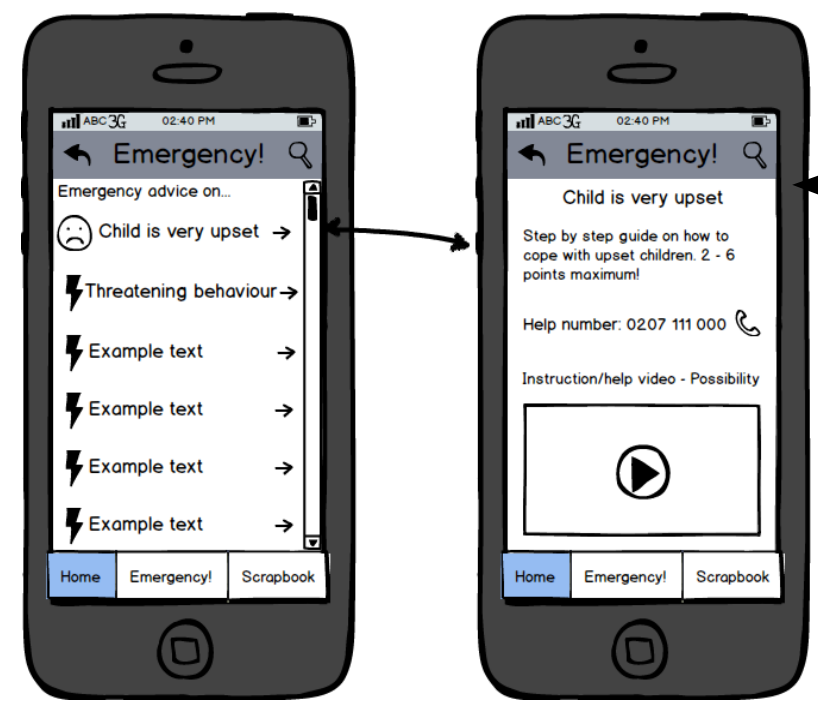 ABC 3G 02:40 PM
Emergency!
Emergency advice on...
Child is very upset
Threatening behaviour
Example text
Example text
Example text
Example text
Home Emergency! Scrapbook
ABC 3G 02:40 PM
Emergency!
Child is very upset
Step by step guide on how to
cope with upset children. 2 - 6
points maximum!
Help number: 0207 111 000
Instruction/help video - Possibility
Home Emergency! Scrapbook